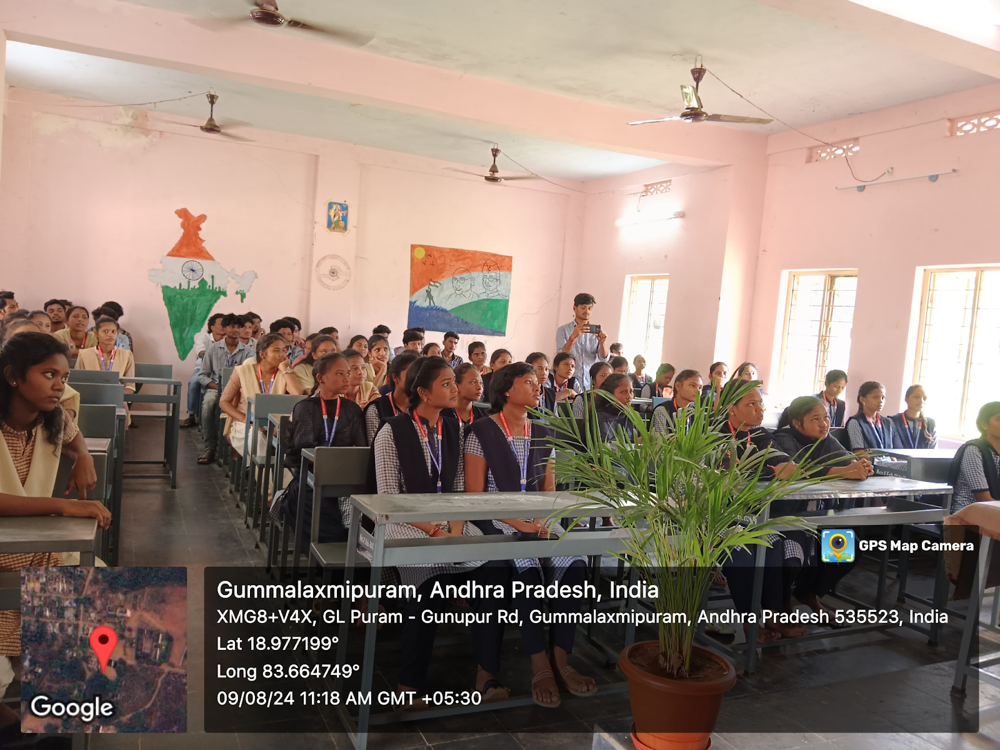 GPS Map Camera
Gummalaxmipuram, Andhra Pradesh, India
XMG8+V4X, GL Puram - Gunupur Rd, Gummalaxmipuram, Andhra Pradesh 535523, India
Lat 18.977199°
Long 83.664749°
09/08/24 11:18 AM GMT +05:30
Google